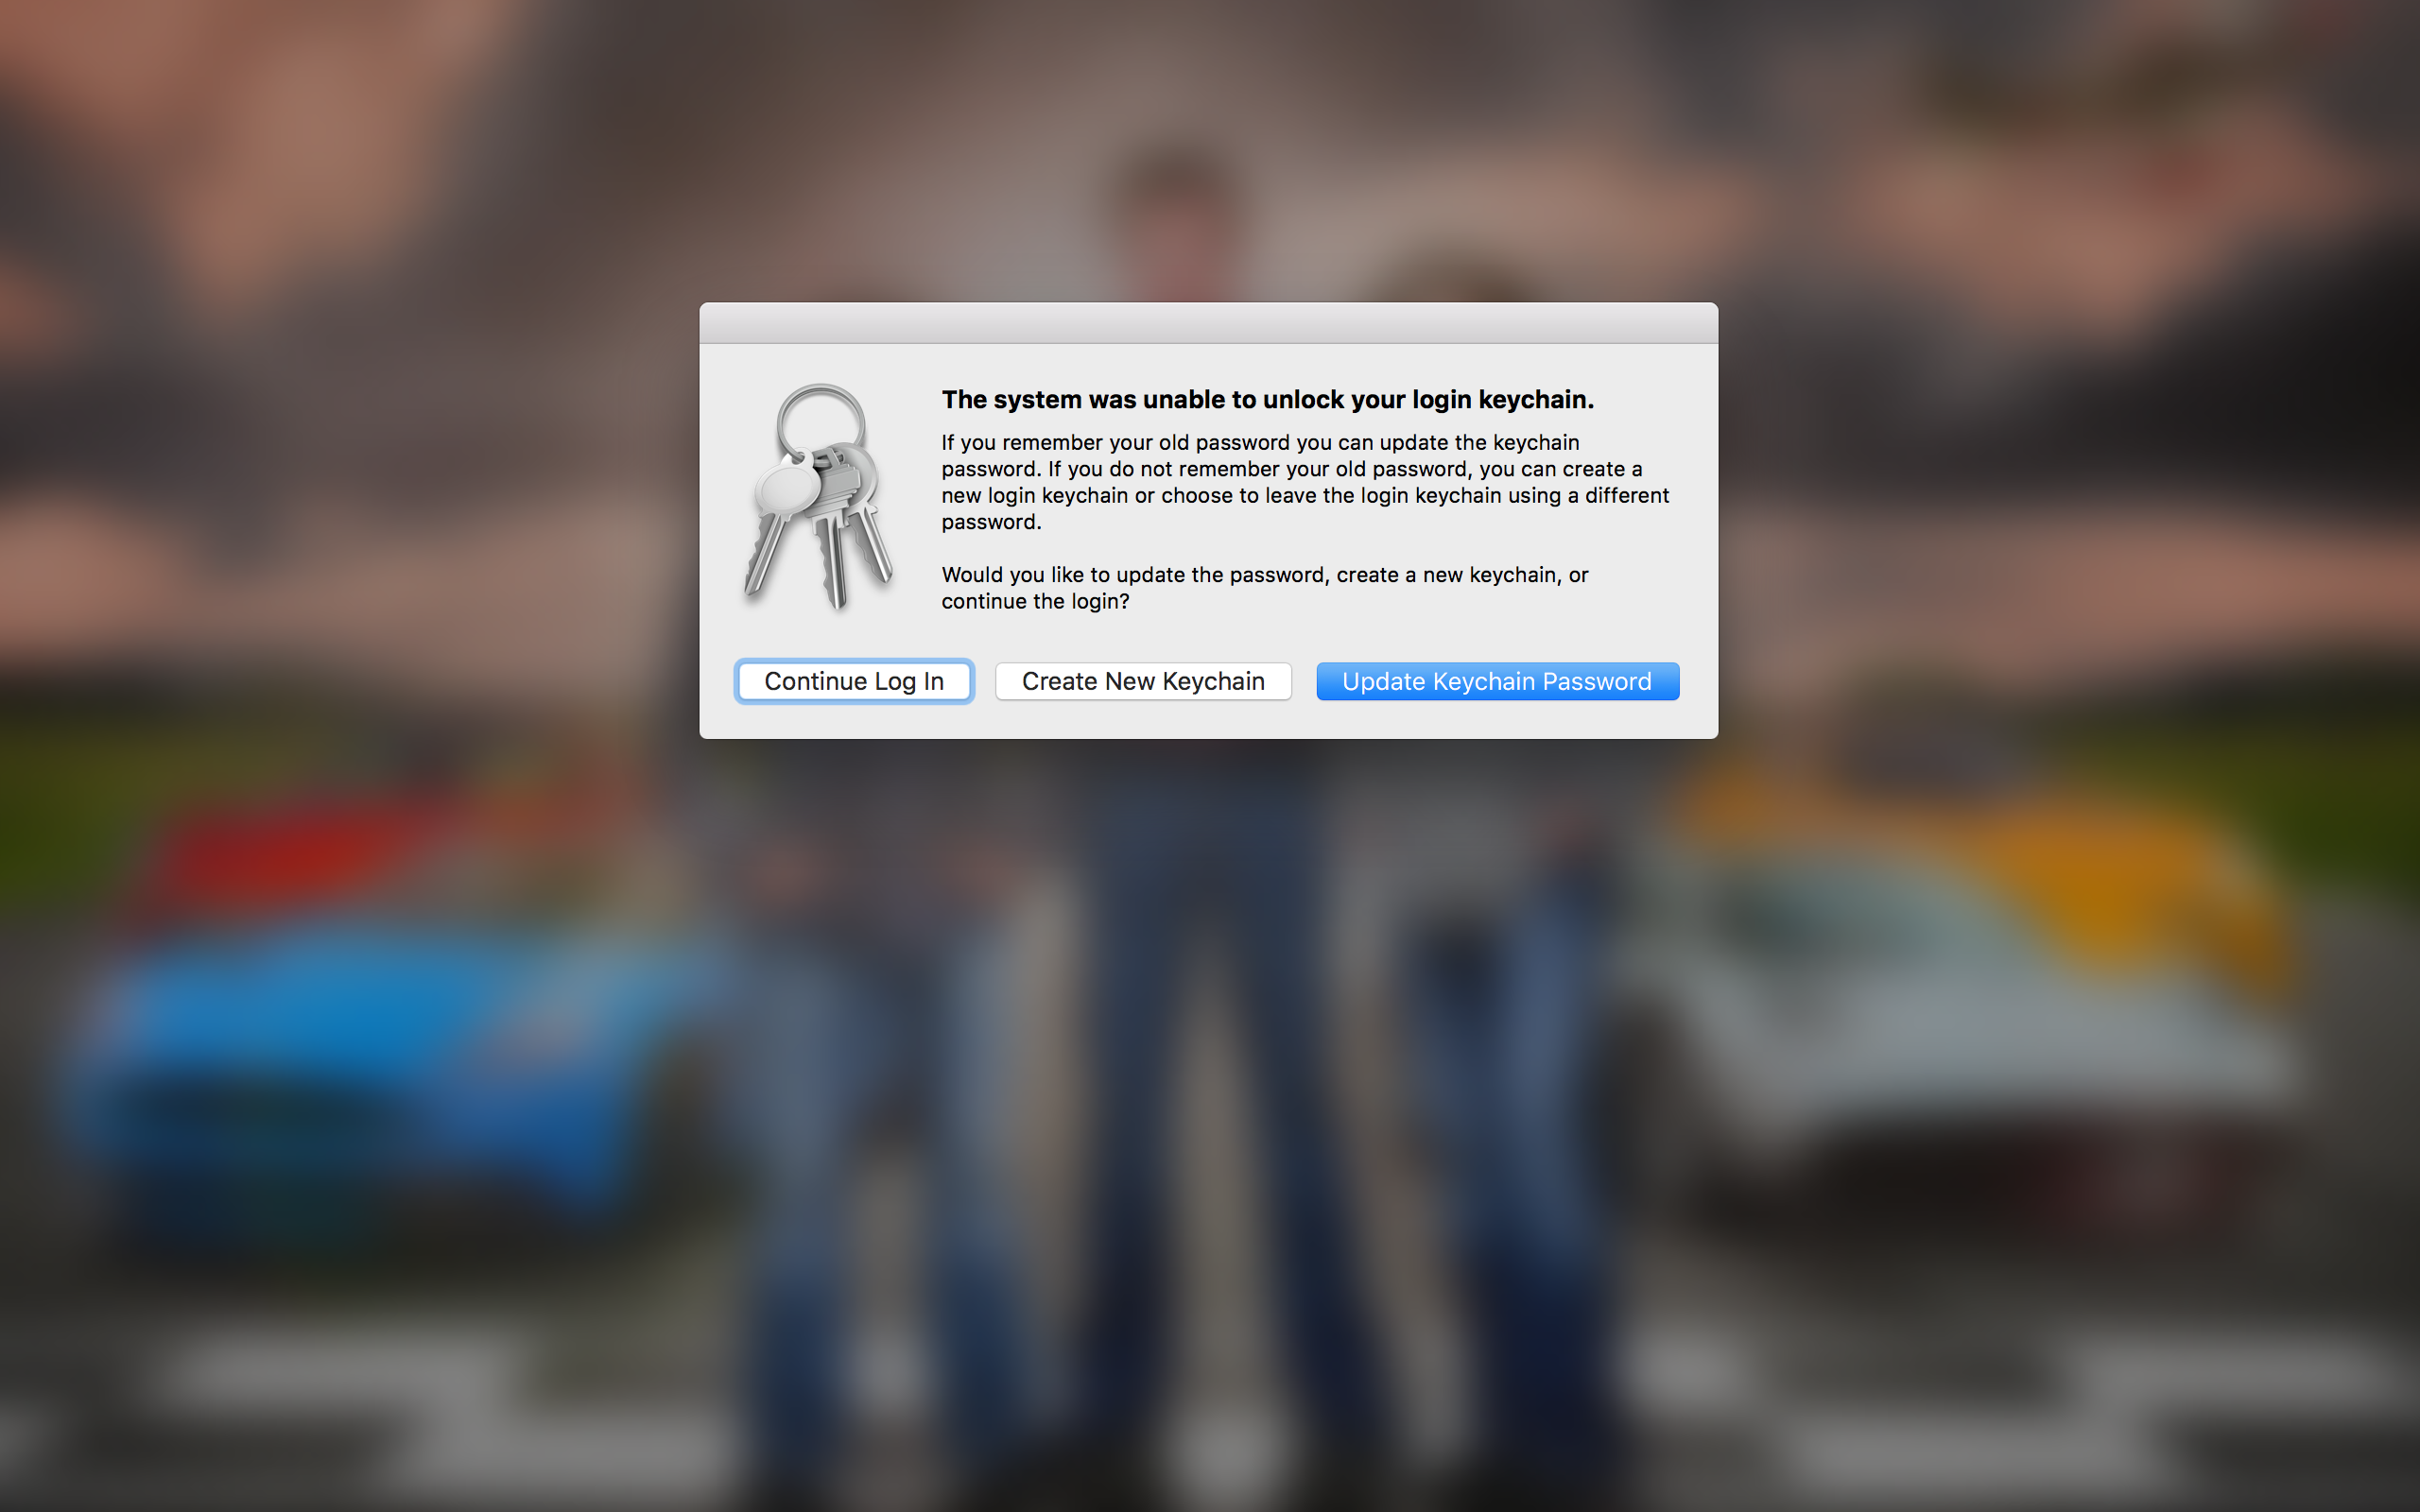 The system was unable to unlock your login keychain.
If you remember your old password you can update the keychain
password. If you do not remember your old password, you can create a
new login keychain or choose to leave the login keychain using a different
password.
Would you like to update the password, create a new keychain, or
continue the login?
Continue Log In Create New Keychain Update Keychain Password